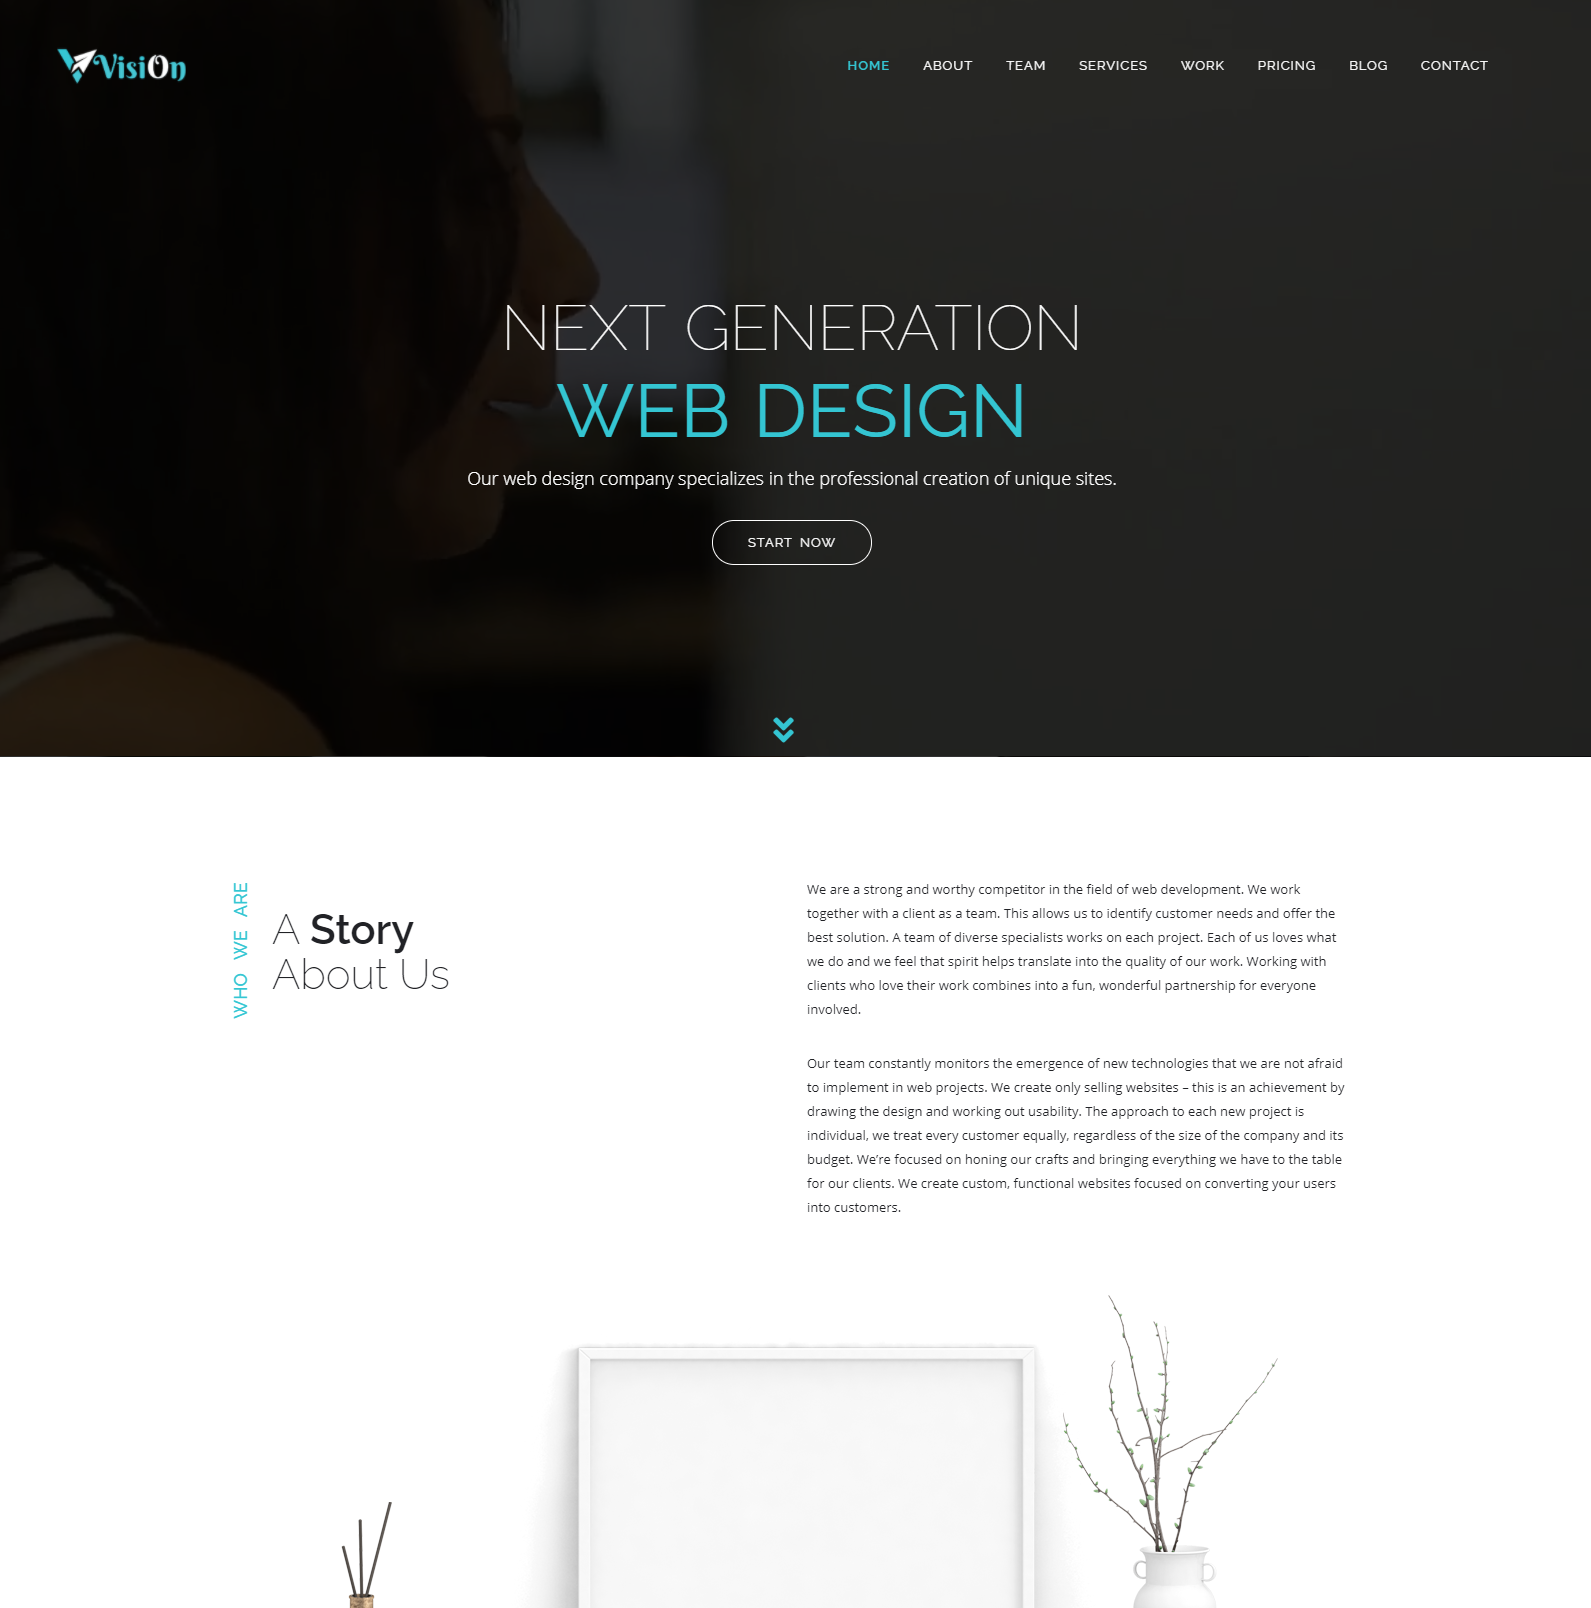 VisiOn
HOME ABOUT TEAM SERVICES WORK PRICING BLOG CONTACT
NEXT GENERATION
WEB DESIGN
Our web design company specializes in the professional creation of unique sites.
START NOW
WHO WE ARE
A Story
About Us
We are a strong and worthy competitor in the field of web development. We work
together with a client as a team. This allows us to identify customer needs and offer the
best solution. A team of diverse specialists works on each project. Each of us loves what
we do and we feel that spirit helps translate into the quality of our work. Working with
clients who love their work combines into a fun, wonderful partnership for everyone
involved.
Our team constantly monitors the emergence of new technologies that we are not afraid
to implement in web projects. We create only selling websites – this is an achievement by
drawing the design and working out usability. The approach to each new project is
individual, we treat every customer equally, regardless of the size of the company and its
budget. We’re focused on honing our crafts and bringing everything we have to the table
for our clients. We create custom, functional websites focused on converting your users
into customers.